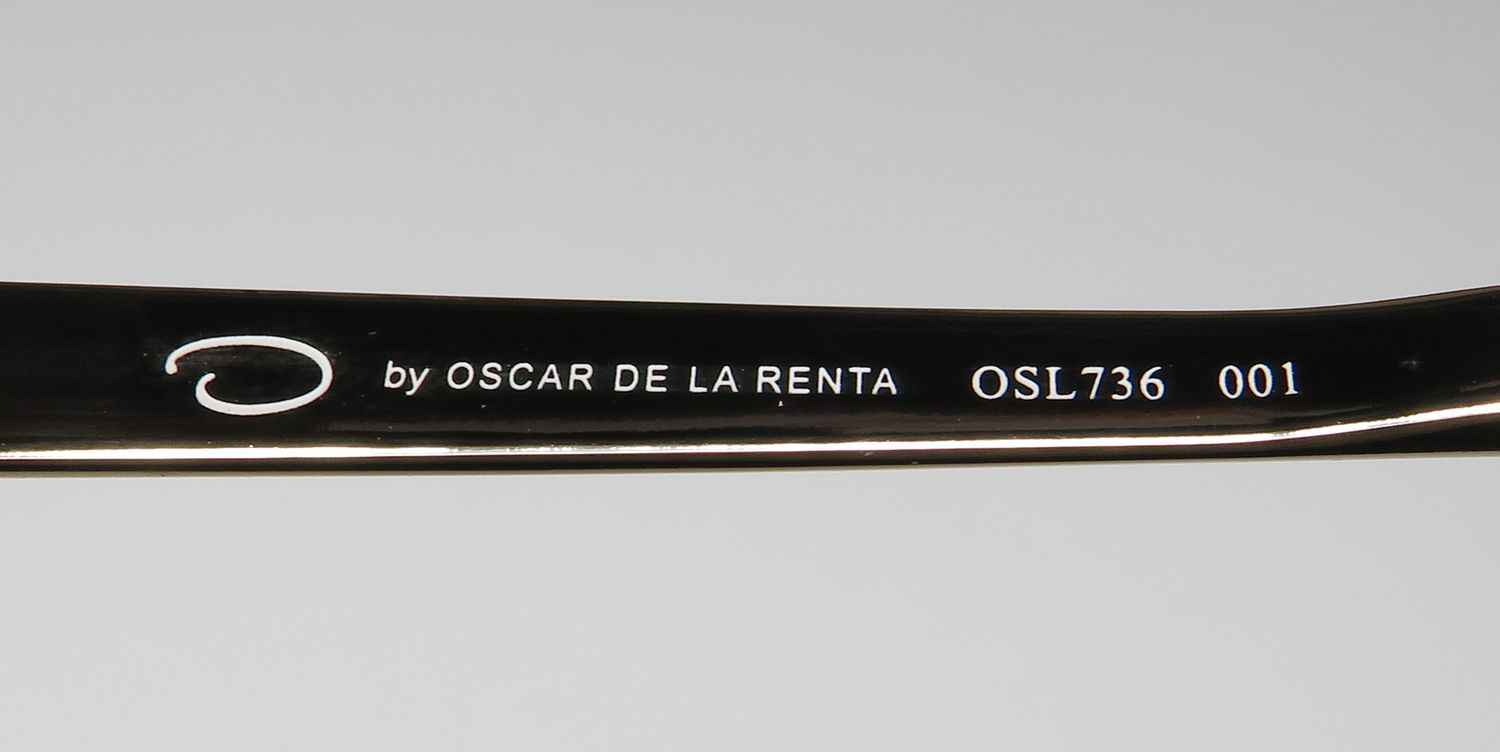 by OSCAR DE LA RENTA OSL736 001